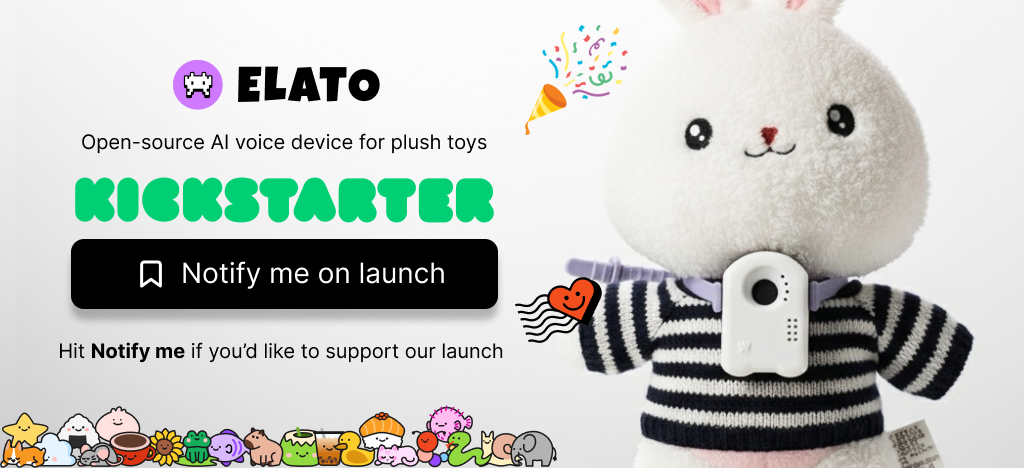 ELATO
Open-source AI voice device for plush toys
KICKSTARTER
Notify me on launch
Hit Notify me if you’d like to support our launch